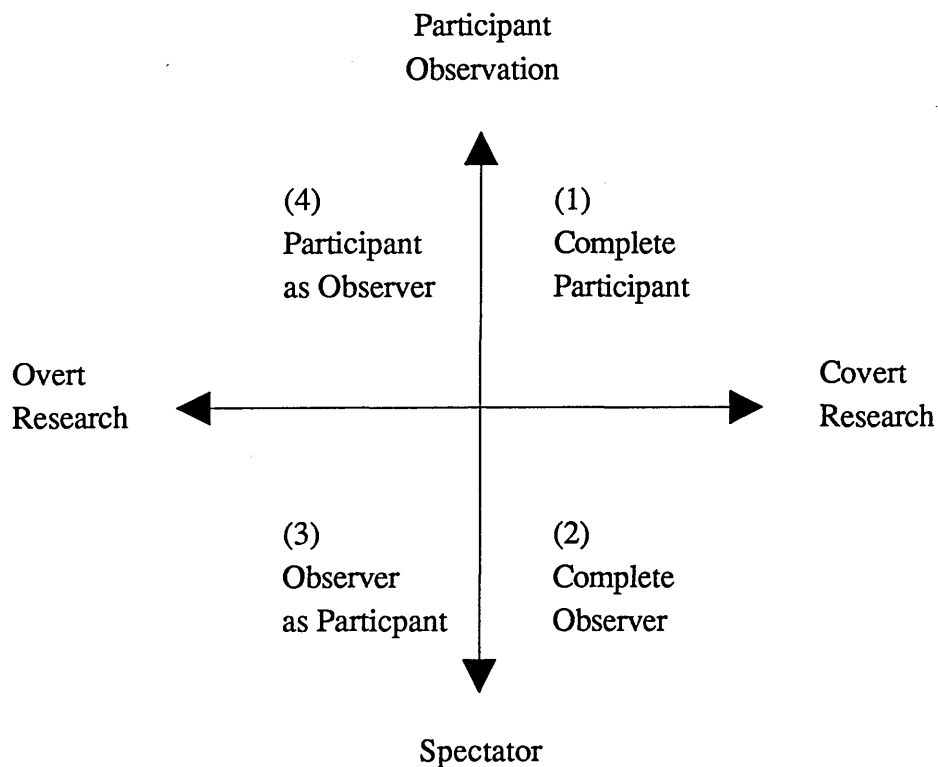 Participant
Observation
(4)
Participant
as Observer
(1)
Complete
Participant
Overt
Research
Covert
Research
(3)
Observer
as Particpant
(2)
Complete
Observer
Spectator